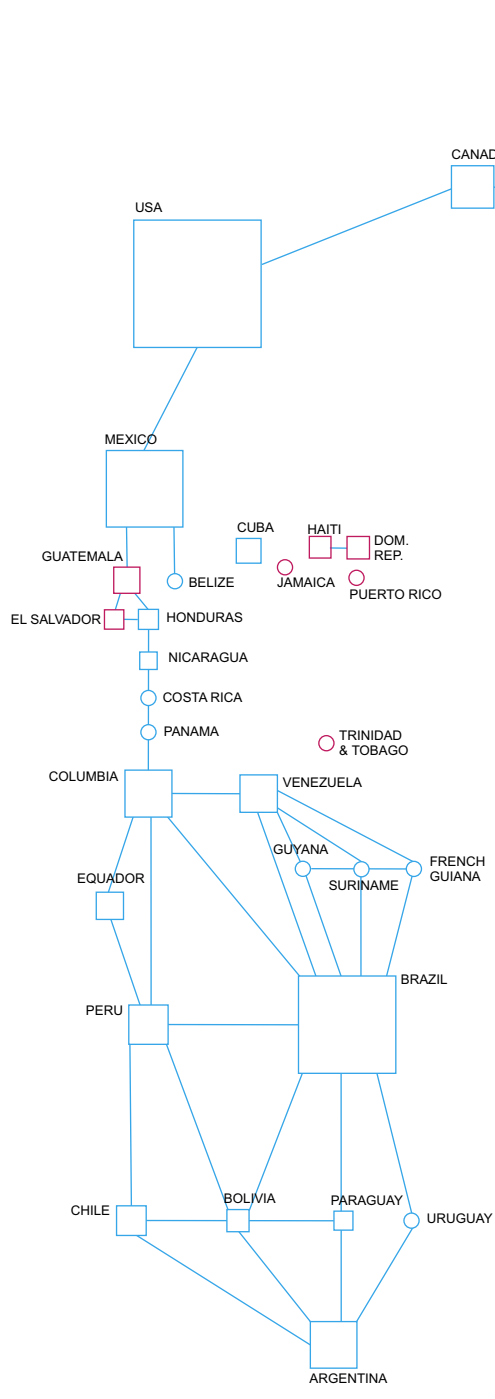 CANAD
USA
MEXICO
CUBA
HAITI
DOM.
REP.
GUATEMALA
BELIZE
JAMAICA
PUERTO RICO
EL SALVADOR
HONDURAS
NICARAGUA
COSTA RICA
PANAMA
TRINIDAD
& TOBAGO
COLUMBIA
VENEZUELA
GUYANA
FRENCH
GUIANA
SURINAME
EQUADOR
BRAZIL
PERU
BOLIVIA
PARAGUAY
CHILE
URUGUAY
ARGENTINA